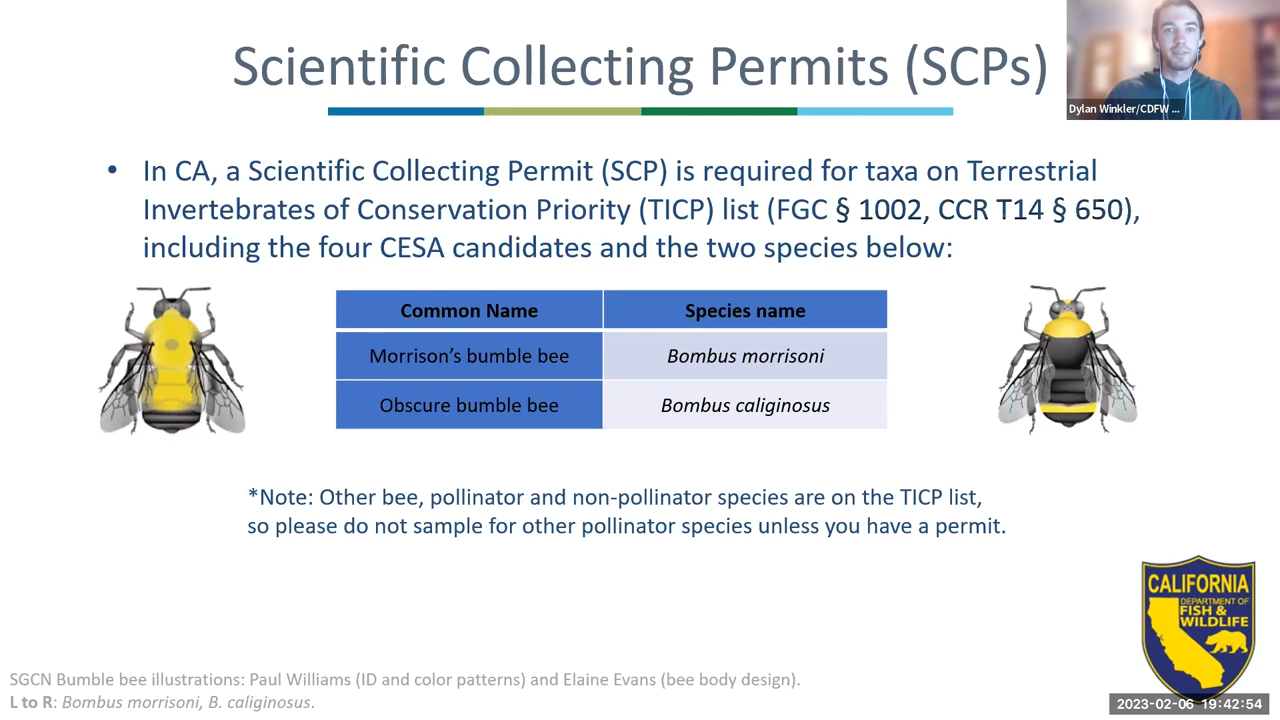 Scientific Collecting Permits (SCPs)
Dylan Winkler/CDFW ...
• In CA, a Scientific Collecting Permit (SCP) is required for taxa on Terrestrial
Invertebrates of Conservation Priority (TICP) list (FGC § 1002, CCR T14 § 650),
including the four CESA candidates and the two species below:
Common Name Species name
Morrison’s bumble bee Bombus morrisoni
Obscure bumble bee Bombus caliginosus
*Note: Other bee, pollinator and non-pollinator species are on the TICP list,
so please do not sample for other pollinator species unless you have a permit.
CALIFORNIA
DEPARTMENT OF
FISH &
WILDLIFE
SGCN Bumble bee illustrations: Paul Williams (ID and color patterns) and Elaine Evans (bee body design).
L to R: Bombus morrisoni, B. caliginosus.
2023-02-06 19:42:54